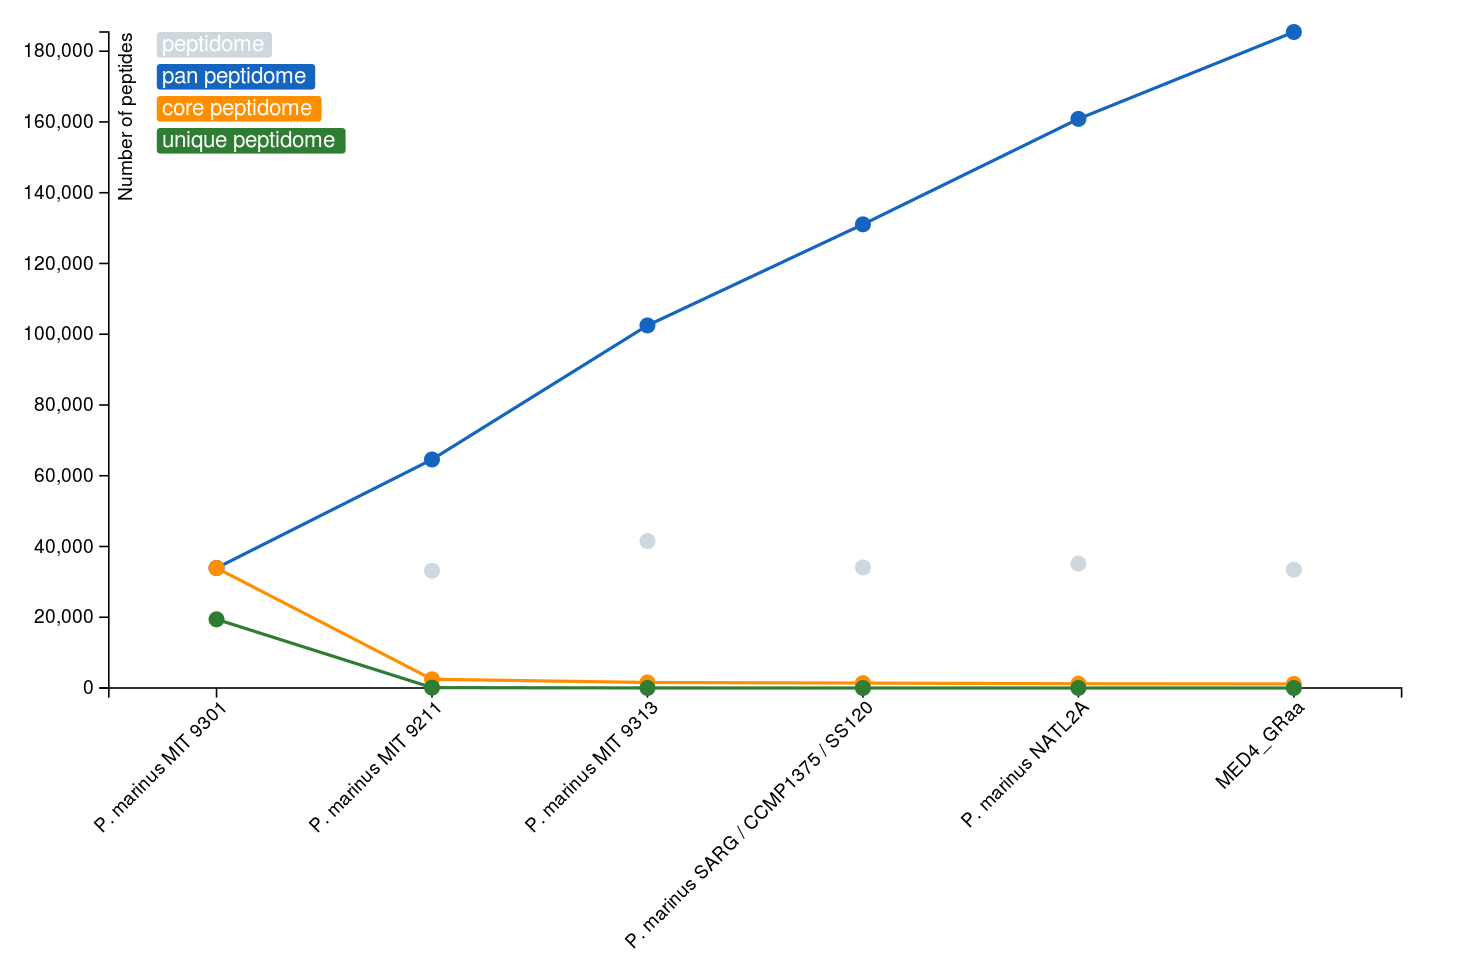 180,000
160,000
140,000
120,000
100,000
80,000
60,000
40,000
20,000
0
Number of peptides
peptidome
pan peptidome
core peptidome
unique peptidome
P. marinus MIT 9301
P. marinus MIT 9211
P. marinus MIT 9313
P. marinus SARG / CCMP1375 / SS120
P. marinus NATL2A
MED4_GRaa